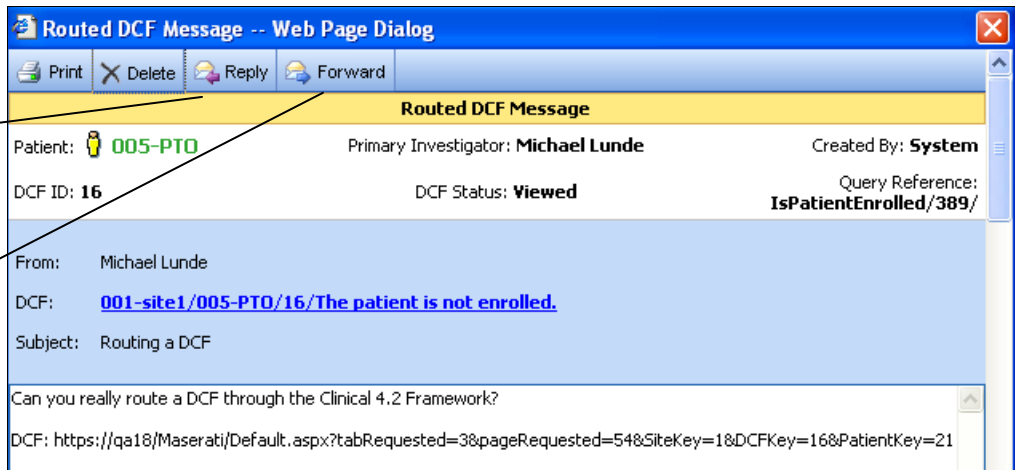 Routed DCF Message -- Web Page Dialog
Print Delete Reply Forward
Routed DCF Message
Patient: 005-PTO Primary Investigator: Michael Lunde Created By: System
DCF ID: 16 DCF Status: Viewed Query Reference:
IsPatientEnrolled/389/
From: Michael Lunde
DCF: 001-site1/005-PTO/16/The patient is not enrolled.
Subject: Routing a DCF
Can you really route a DCF through the Clinical 4.2 Framework?
DCF: https://qa18/Maserati/Default.aspx?tabRequested=3&pageRequested=54&SiteKey=1&DCFKey=16&PatientKey=21